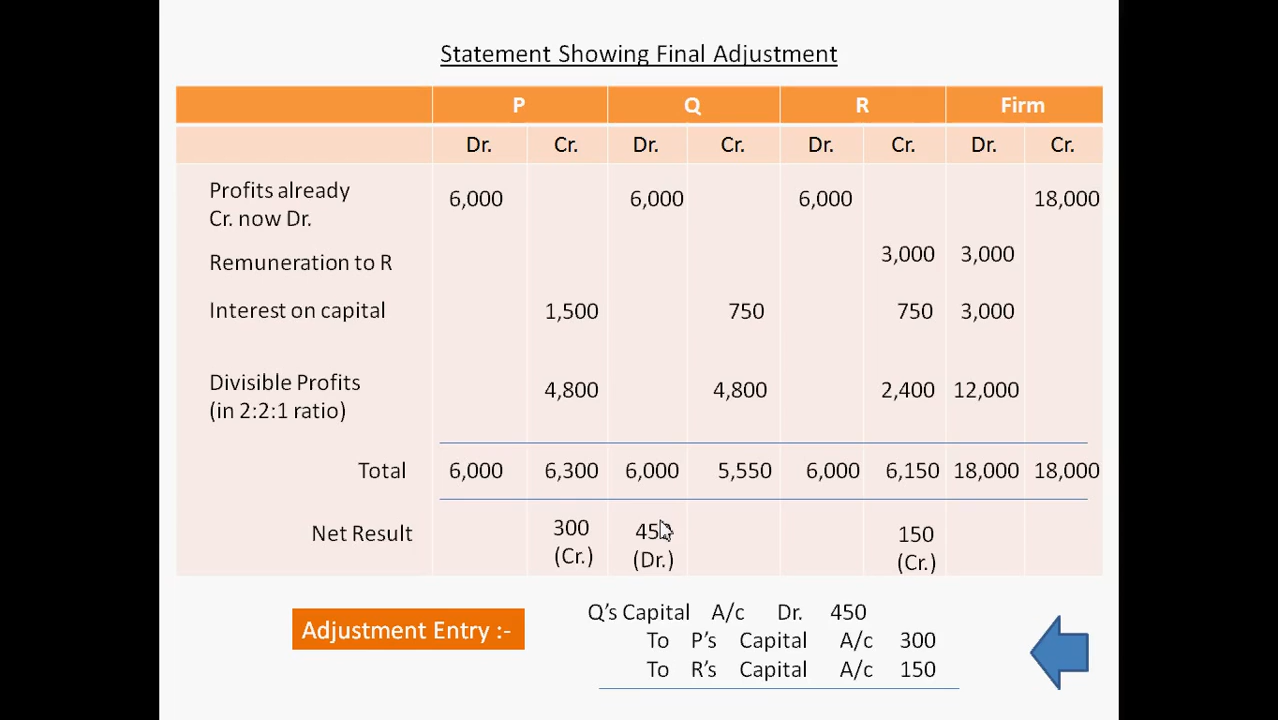 Statement Showing Final Adjustment
P Q R Firm
Dr. Cr. Dr. Cr. Dr. Cr. Dr. Cr.
Profits already
Cr. now Dr.
6,000 6,000 6,000 18,000
Remuneration to R 3,000 3,000
Interest on capital 1,500 750 750 3,000
Divisible Profits
(in 2:2:1 ratio)
4,800 4,800 2,400 12,000
Total 6,000 6,300 6,000 5,550 6,000 6,150 18,000 18,000
Net Result 300 450 150
(Cr.) (Dr.) (Cr.)
Adjustment Entry :-
Q's Capital A/c Dr. 450
To P's Capital A/c 300
To R's Capital A/c 150